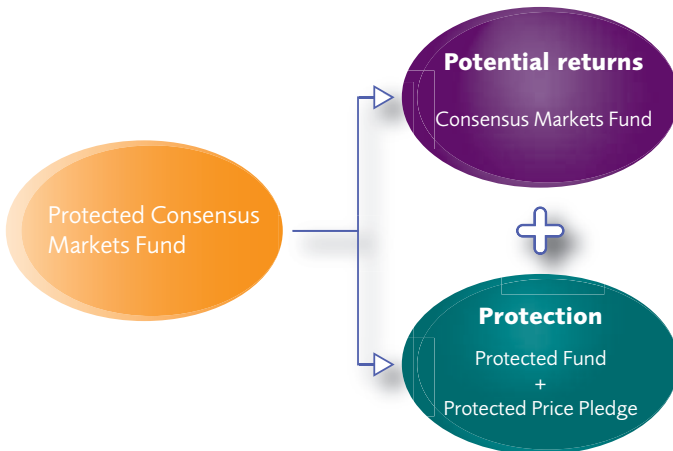 Protected Consensus
Markets Fund
Potential returns
Consensus Markets Fund
Protection
Protected Fund
+
Protected Price Pledge